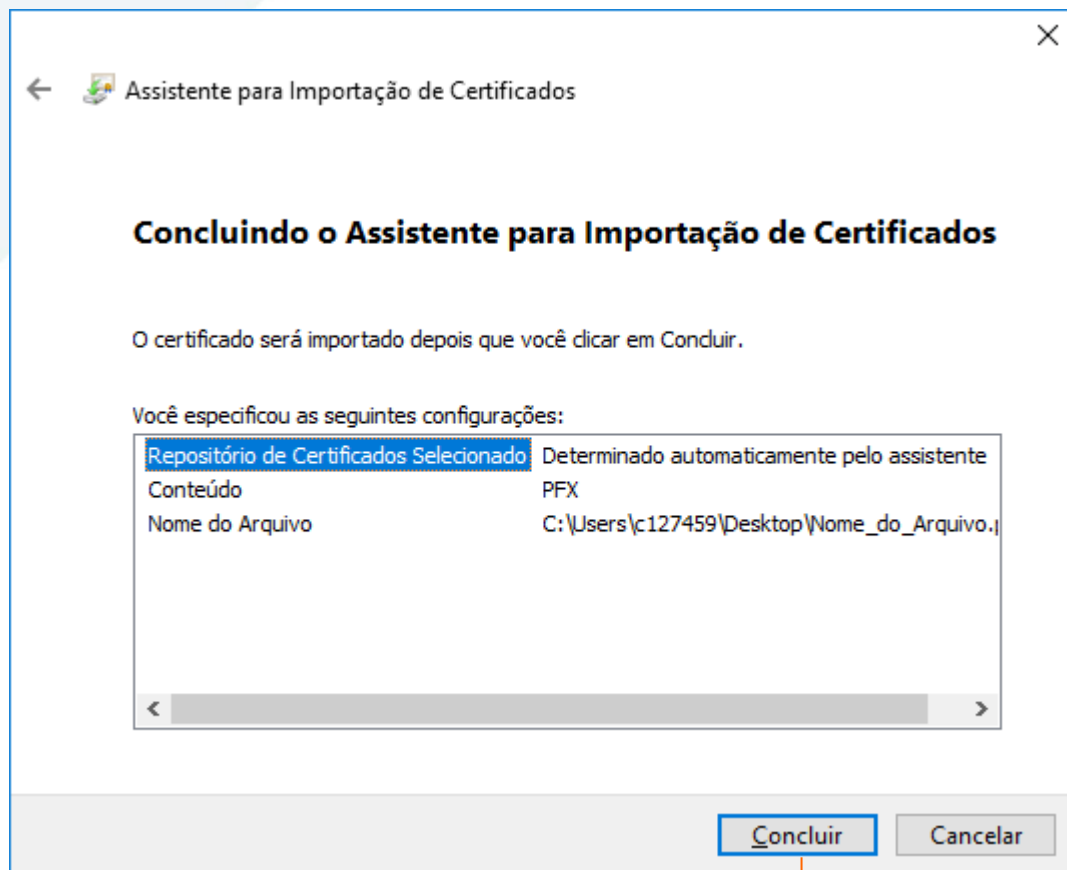 Assistente para Importação de Certificados
Concluindo o Assistente para Importação de Certificados
O certificado será importado depois que você clicar em Concluir.
Você especificou as seguintes configurações:
Repositório de Certificados Selecionado Determinado automaticamente pelo assistente
Conteúdo PFX
Nome do Arquivo C:\Users\c127459\Desktop\Nome_do_Arquivo.
Concluir Cancelar